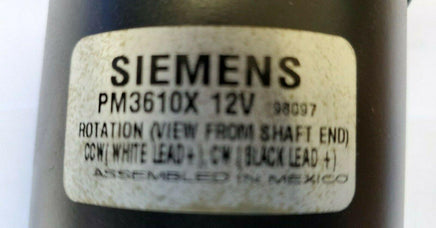 SIEMENS
PM3610X 12V 98097
ROTATION (VIEW FROM SHAFT END)
CCW(WHITE LEAD+), CW (BLACK LEAD +)
ASSEMBLED IN MEXICO